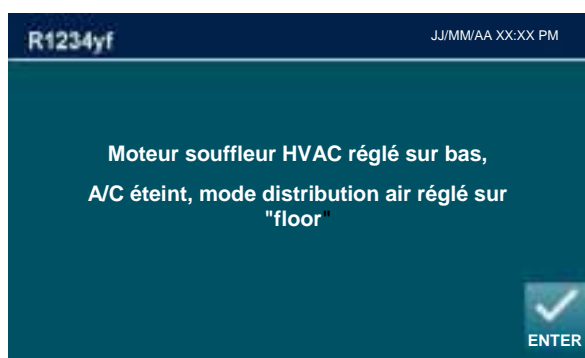 R1234yf
JJ/MM/AA XX:XX PM
Moteur souffleur HVAC réglé sur bas,
A/C éteint, mode distribution air réglé sur
"floor"
ENTER